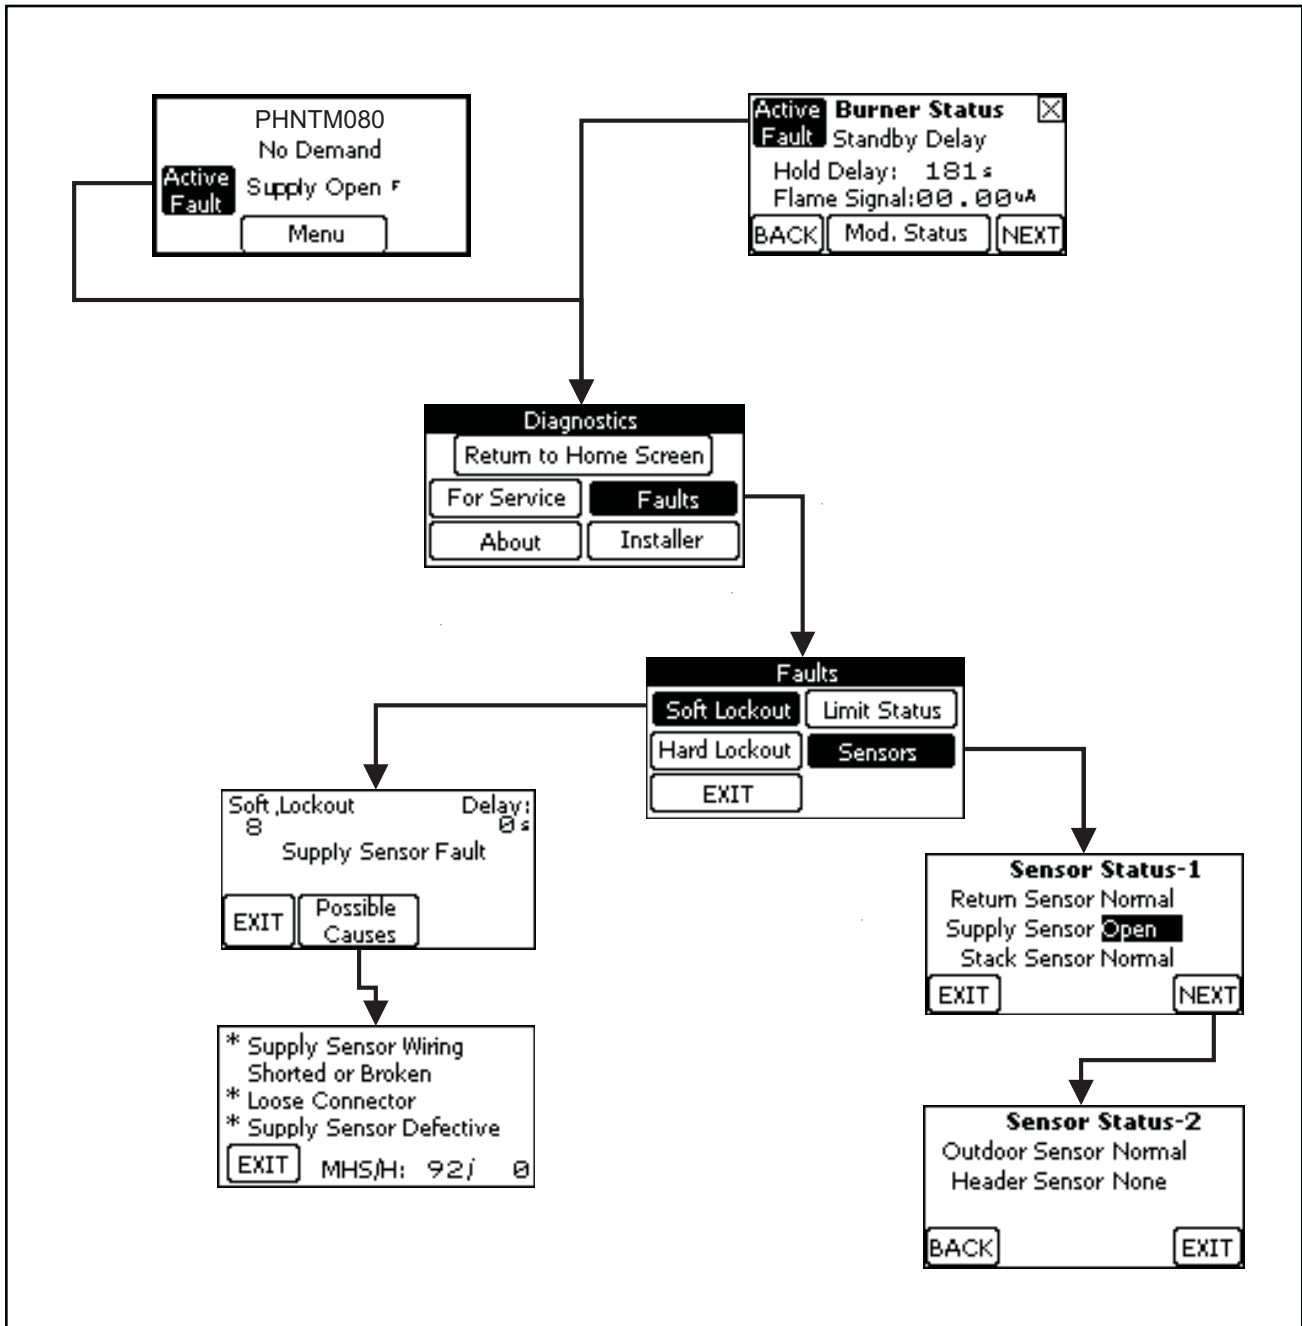 PHNTM080
No Demand
Active
Fault
Supply Open F
Menu
Active
Fault
Burner Status
Standby Delay
Hold Delay: 181s
Flame Signal:00.00uA
BACK
Mod. Status
NEXT
Diagnostics
Return to Home Screen
For Service
Faults
About
Installer
Faults
Soft Lockout
Limit Status
Hard Lockout
Sensors
EXIT
Soft ,Lockout
Delay:
8
0s
Supply Sensor Fault
EXIT
Possible
Causes
* Supply Sensor Wiring
Shorted or Broken
* Loose Connector
* Supply Sensor Defective
EXIT
MHS/H: 92/ 0
Sensor Status-1
Return Sensor Normal
Supply Sensor Open
Stack Sensor Normal
EXIT
NEXT
Sensor Status-2
Outdoor Sensor Normal
Header Sensor None
BACK
EXIT